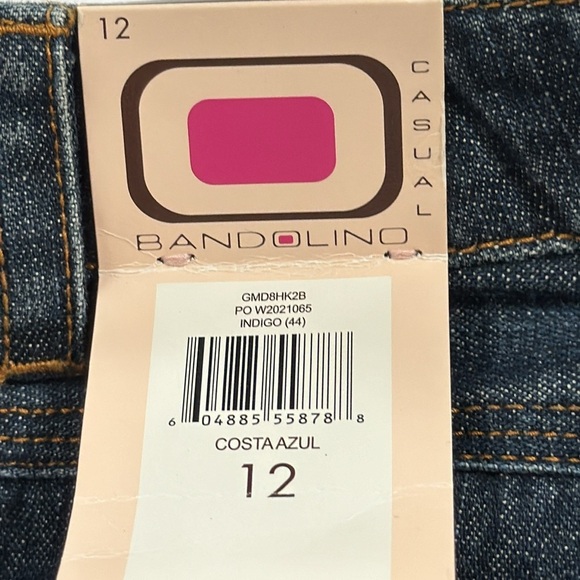 12
CASUAL
BANDOLINO
GMD8HK2B
PO W2021065
INDIGO (44)
6 04885 55878 8
COSTA AZUL
12